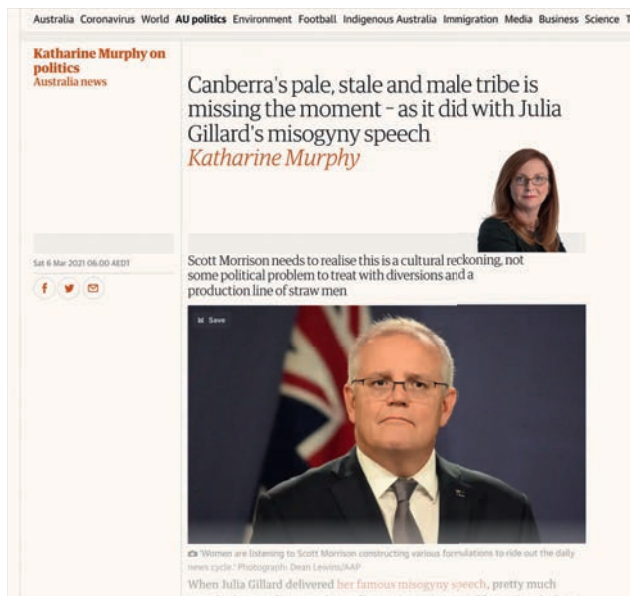 Australia Coronavirus World AU politics Environment Football Indigenous Australia Immigration Media Business Science T
Katharine Murphy on
politics
Australia news
Canberra's pale, stale and male tribe is
missing the moment – as it did with Julia
Gillard's misogyny speech
Katharine Murphy
Sat 6 Mar 2021 06.00 AEDT
Scott Morrison needs to realise this is a cultural reckoning, not
some political problem to treat with diversions and a
production line of straw men
Save
'Women are listening to Scott Morrison constructing various formulations to ride out the daily
news cycle.' Photograph: Dean Lewins/AAP
When Julia Gillard delivered her famous misogyny speech, pretty much